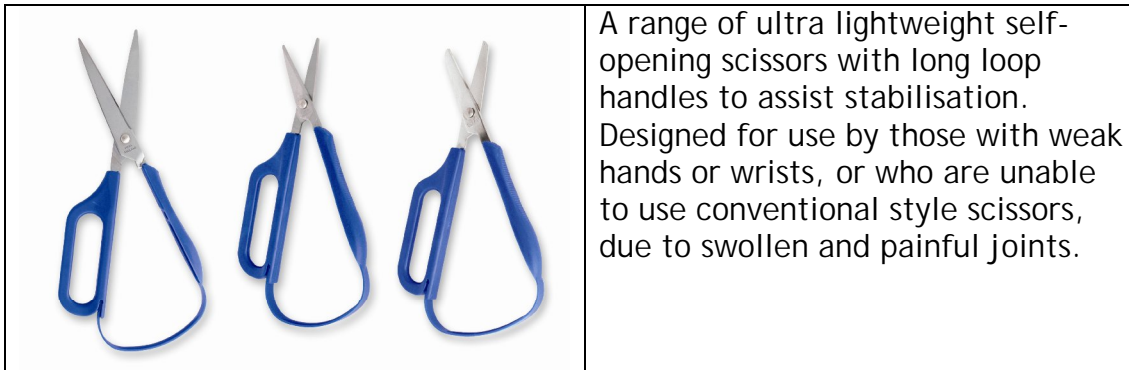 A range of ultra lightweight self-
opening scissors with long loop
handles to assist stabilisation.
Designed for use by those with weak
hands or wrists, or who are unable
to use conventional style scissors,
due to swollen and painful joints.